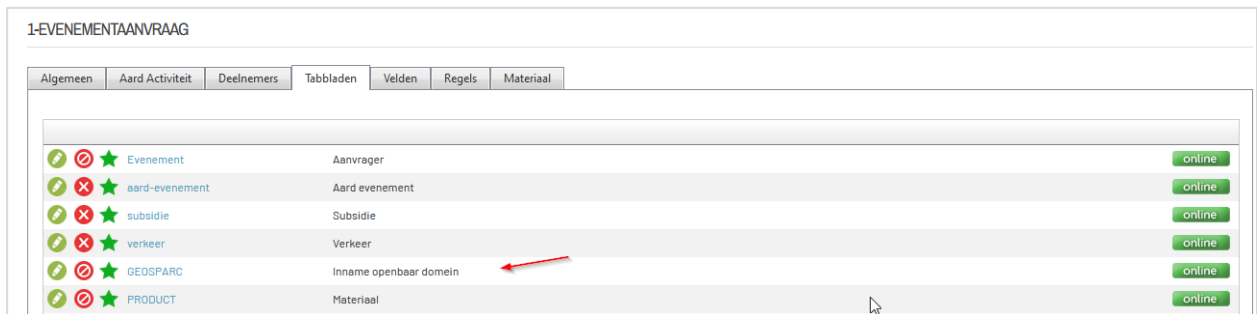 1-EVENEMENTAANVRAAG
Algemeen Aard Activiteit Deelnemers Tabbladen Velden Regels Materiaal
Evenement Aanvrager online
aard-evenement Aard evenement online
subsidie Subsidie online
verkeer Verkeer online
GEOSPARC Inname openbaar domein online
PRODUCT Materiaal online